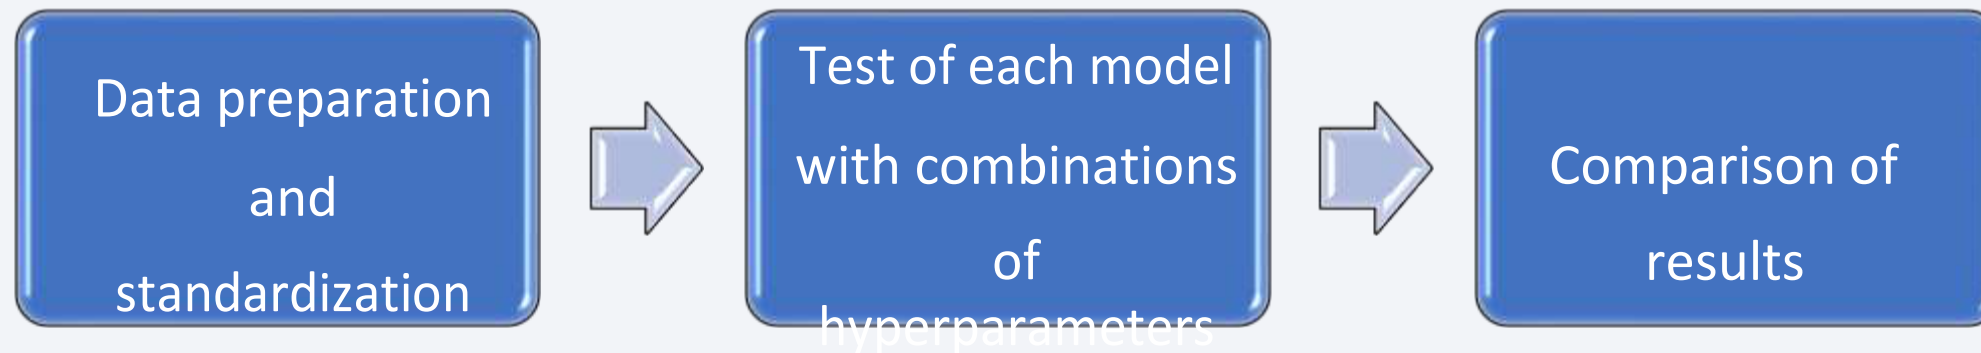 Data preparation
and
standardization
Test of each model
with combinations
of
hyperparameters
Comparison of
results